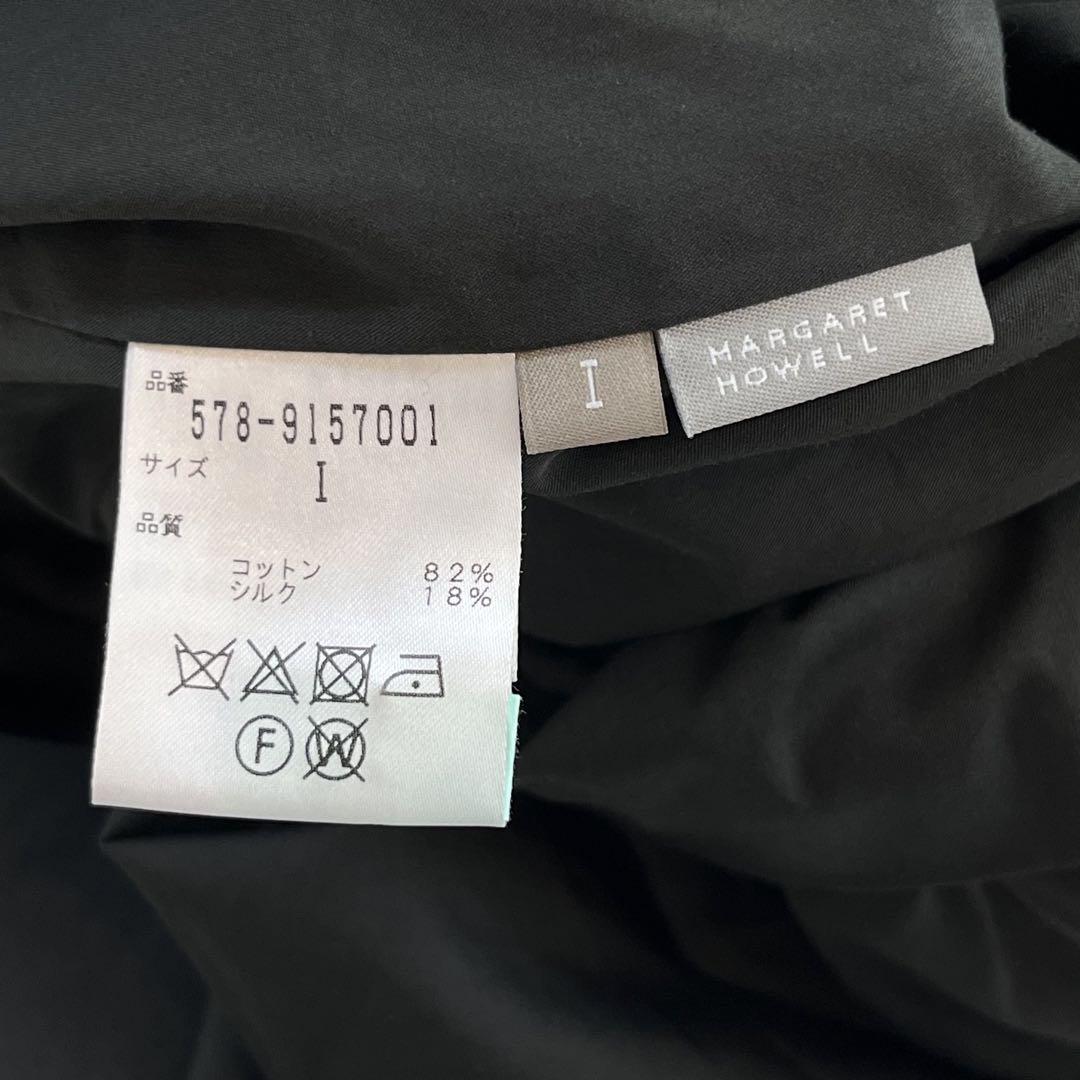 品番
578-9157001
サイズ
I
品質
コットン 82%
シルク 18%
F
W
I
MARGARET
HOWELL